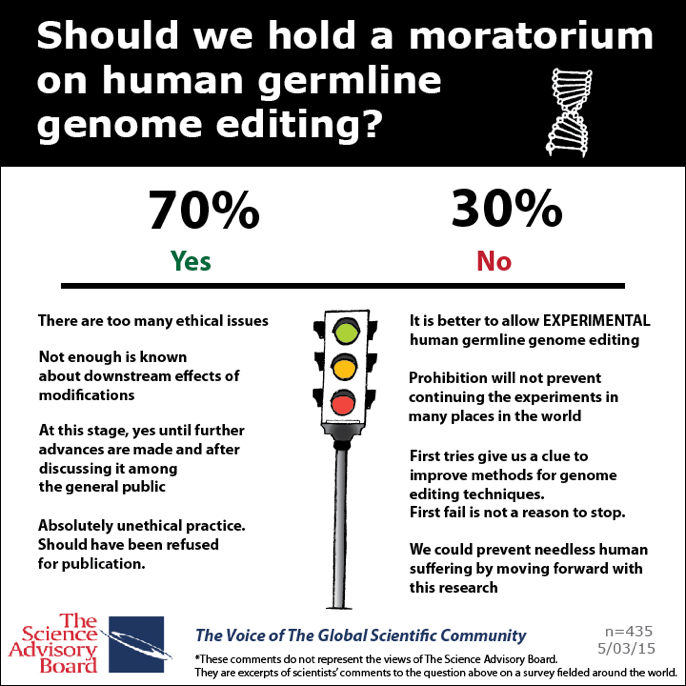 Should we hold a moratorium
on human germline
genome editing?
70%
Yes
30%
No
There are too many ethical issues
Not enough is known
about downstream effects of
modifications
At this stage, yes until further
advances are made and after
discussing it among
the general public
Absolutely unethical practice.
Should have been refused
for publication.
It is better to allow EXPERIMENTAL
human germline genome editing
Prohibition will not prevent
continuing the experiments in
many places in the world
First tries give us a clue to
improve methods for genome
editing techniques.
First fail is not a reason to stop.
We could prevent needless human
suffering by moving forward with
this research
The
Science
Advisory
Board
The Voice of The Global Scientific Community
*These comments do not represent the views of The Science Advisory Board.
They are excerpts of scientists' comments to the question above on a survey fielded around the world.
n=435
5/03/15